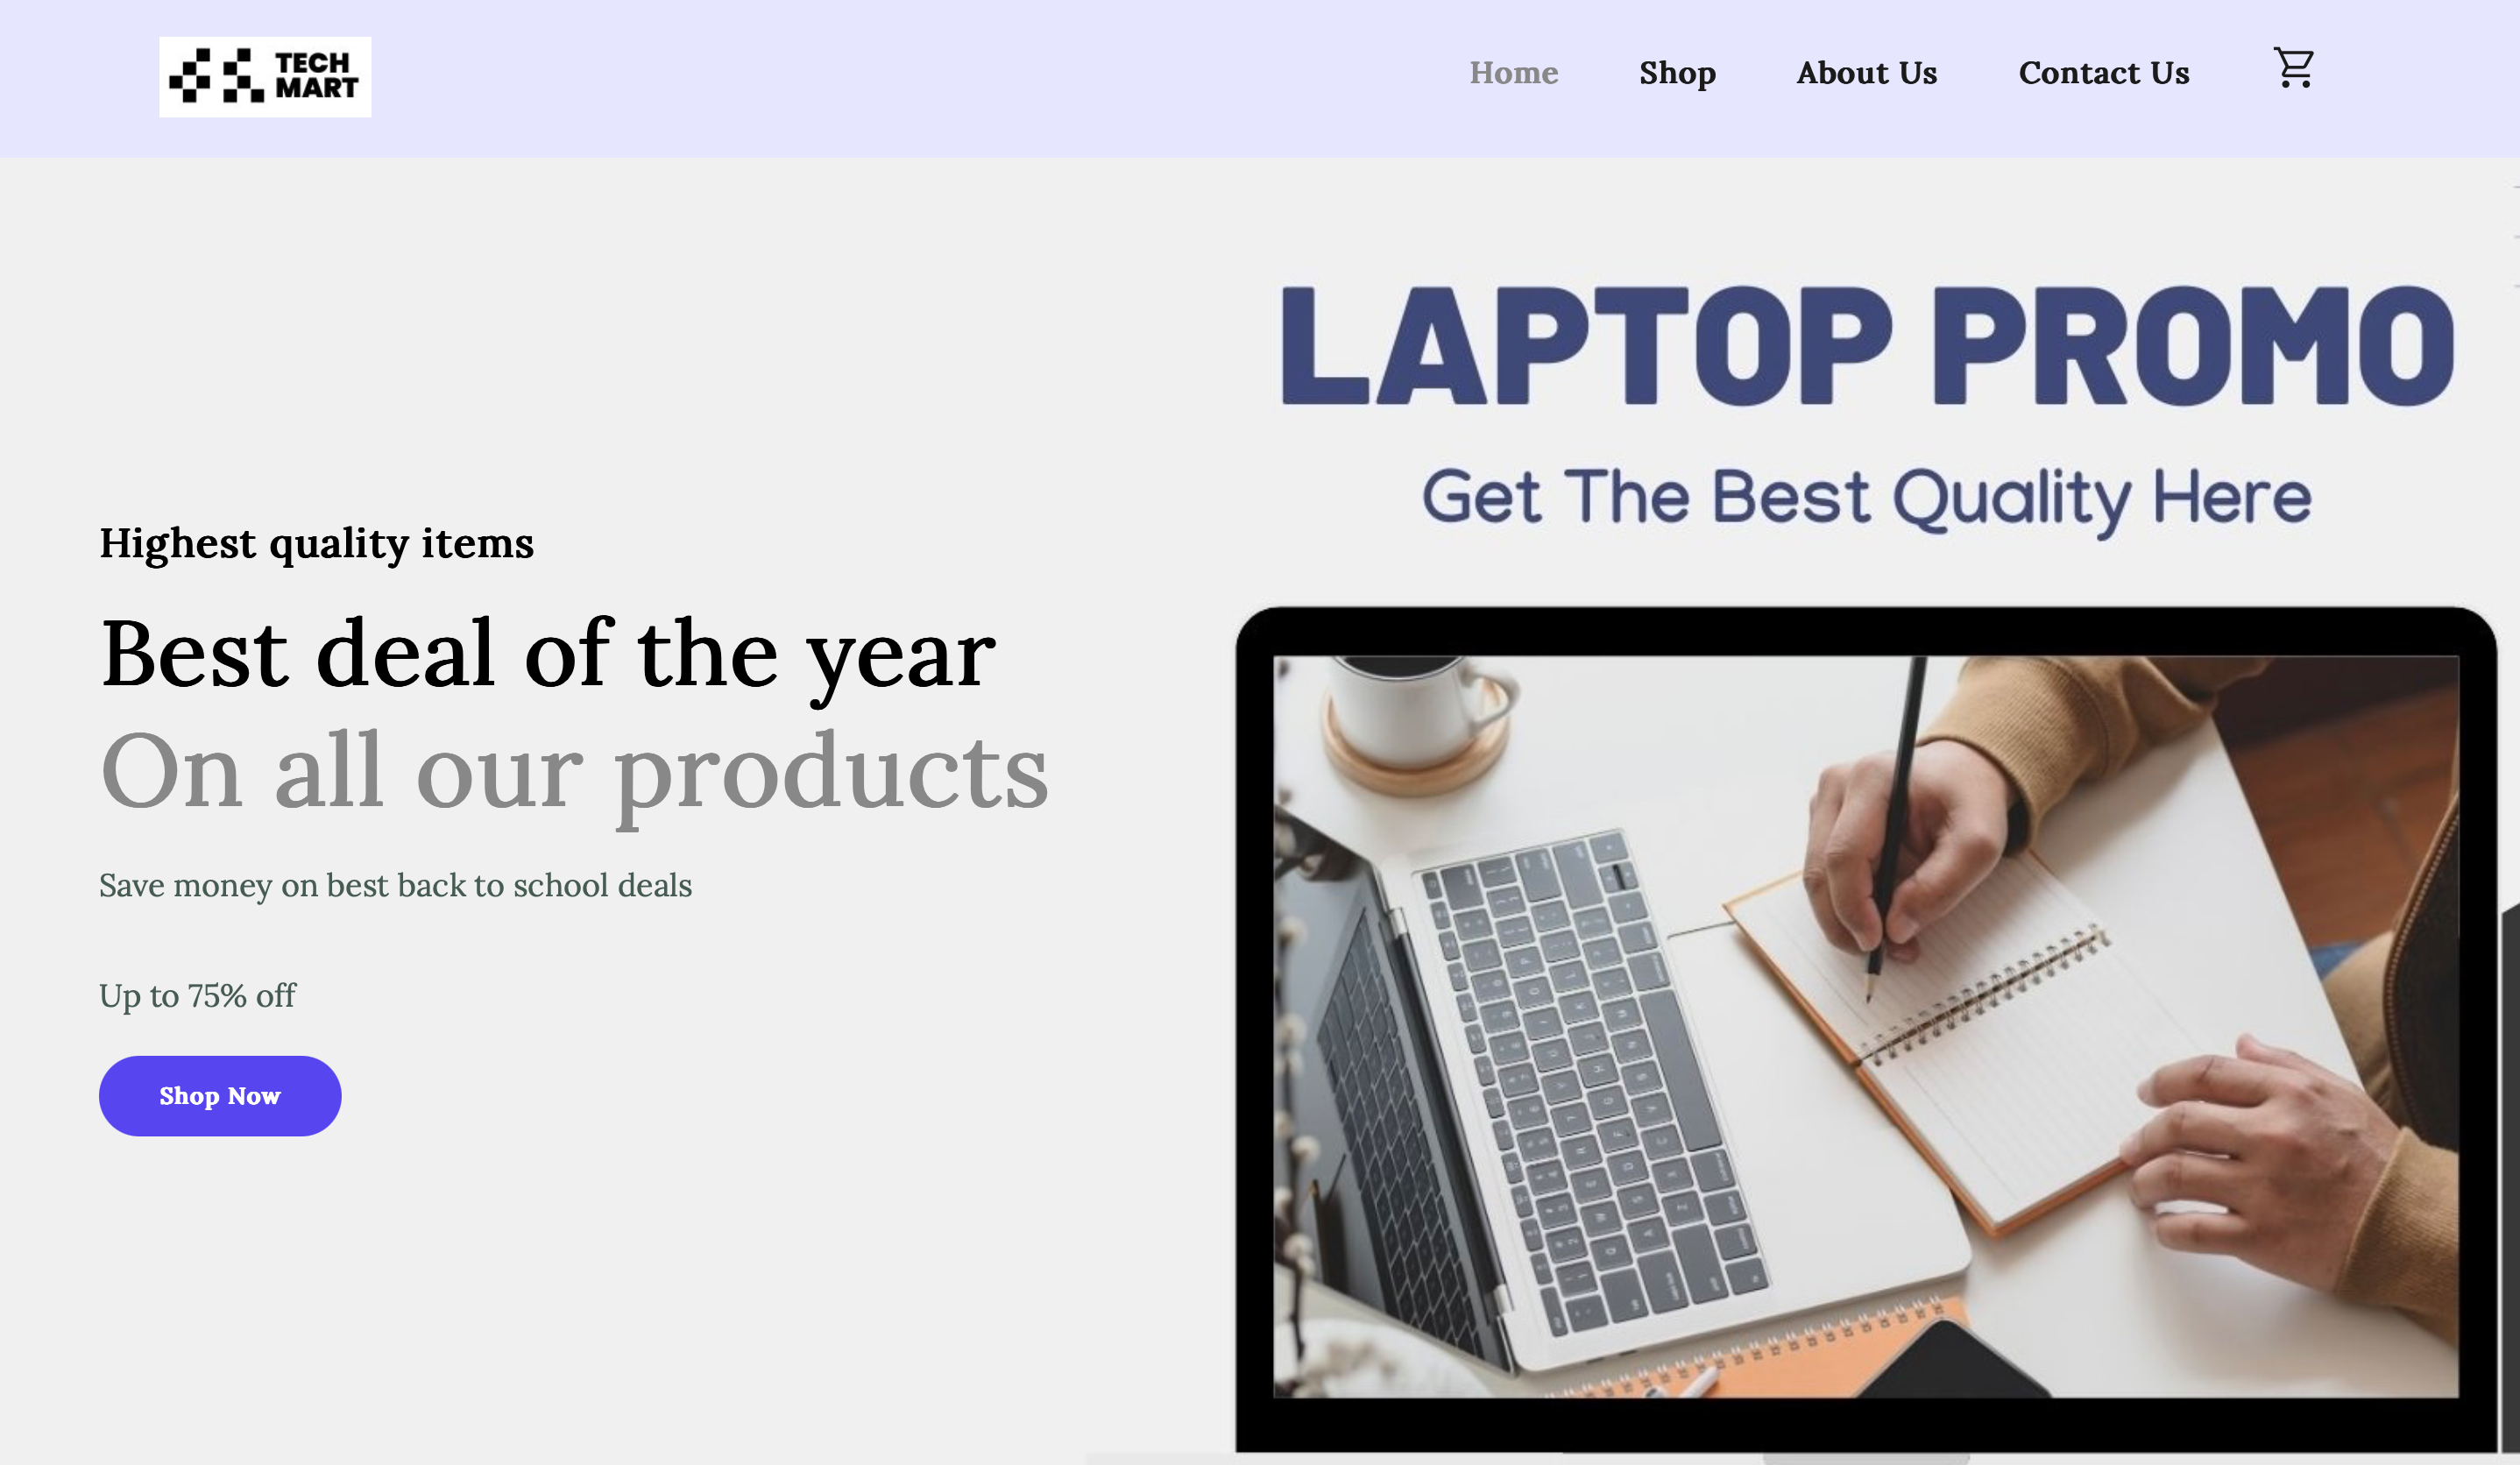 TECH
MART
Home Shop About Us Contact Us
Highest quality items
Best deal of the year
On all our products
Save money on best back to school deals
Up to 75% off
Shop Now
LAPTOP PROMO
Get The Best Quality Here